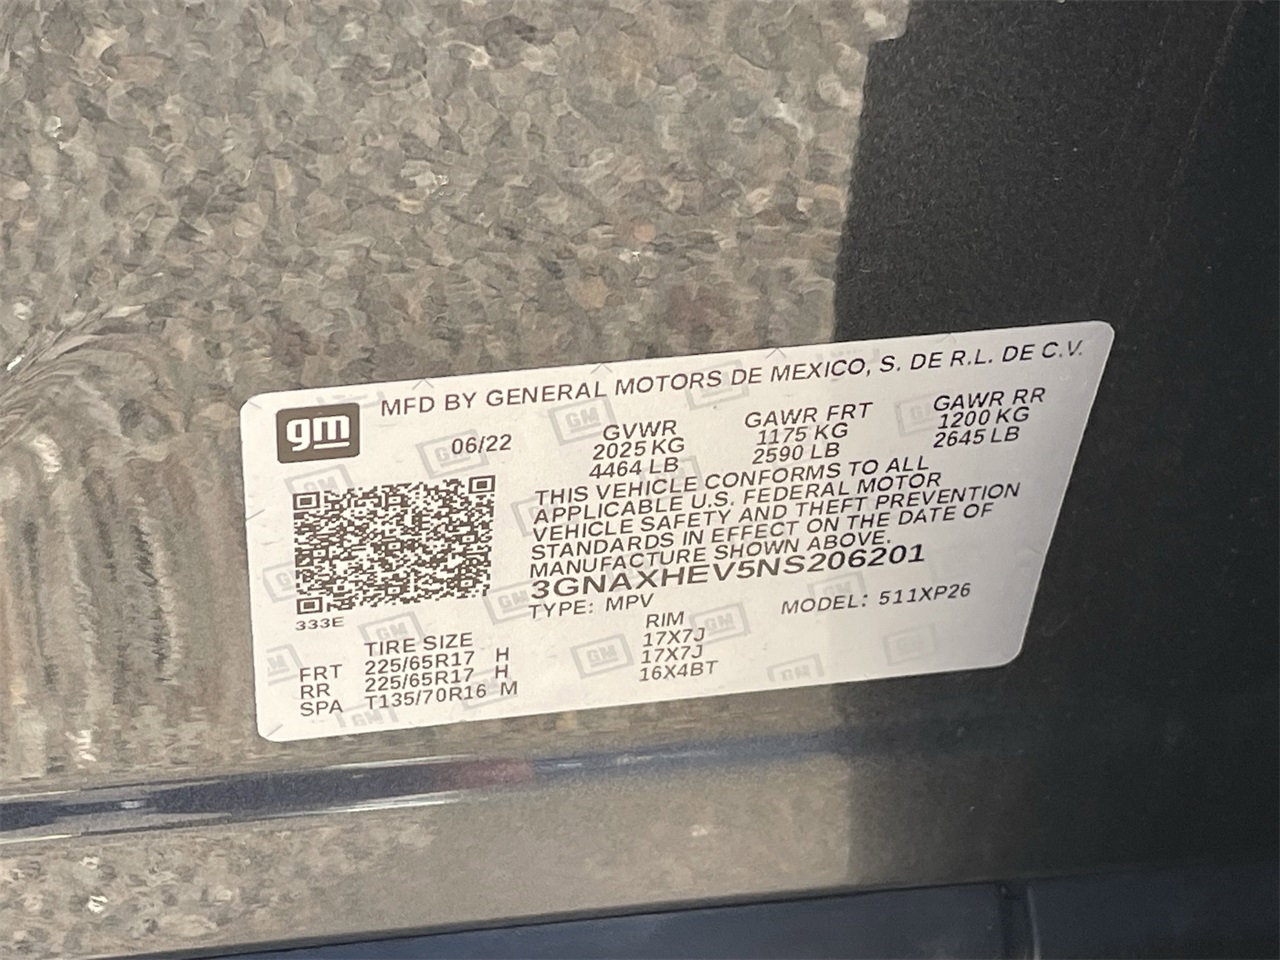 MFD BY GENERAL MOTORS DE MEXICO, S. DE R.L. DE C.V.
gm
06/22
GVWR
2025 KG
4464 LB
GAWR FRT
1175 KG
2590 LB
GAWR RR
1200 KG
2645 LB
THIS VEHICLE CONFORMS TO ALL
APPLICABLE U.S. FEDERAL MOTOR
VEHICLE SAFETY AND THEFT PREVENTION
STANDARDS IN EFFECT ON THE DATE OF
MANUFACTURE SHOWN ABOVE.
3GNAXHEV5NS206201
TYPE: MPV MODEL: 511XP26
333E
TIRE SIZE RIM
FRT 225/65R17 H 17X7J
RR 225/65R17 H 17X7J
SPA T135/70R16 M 16X4BT